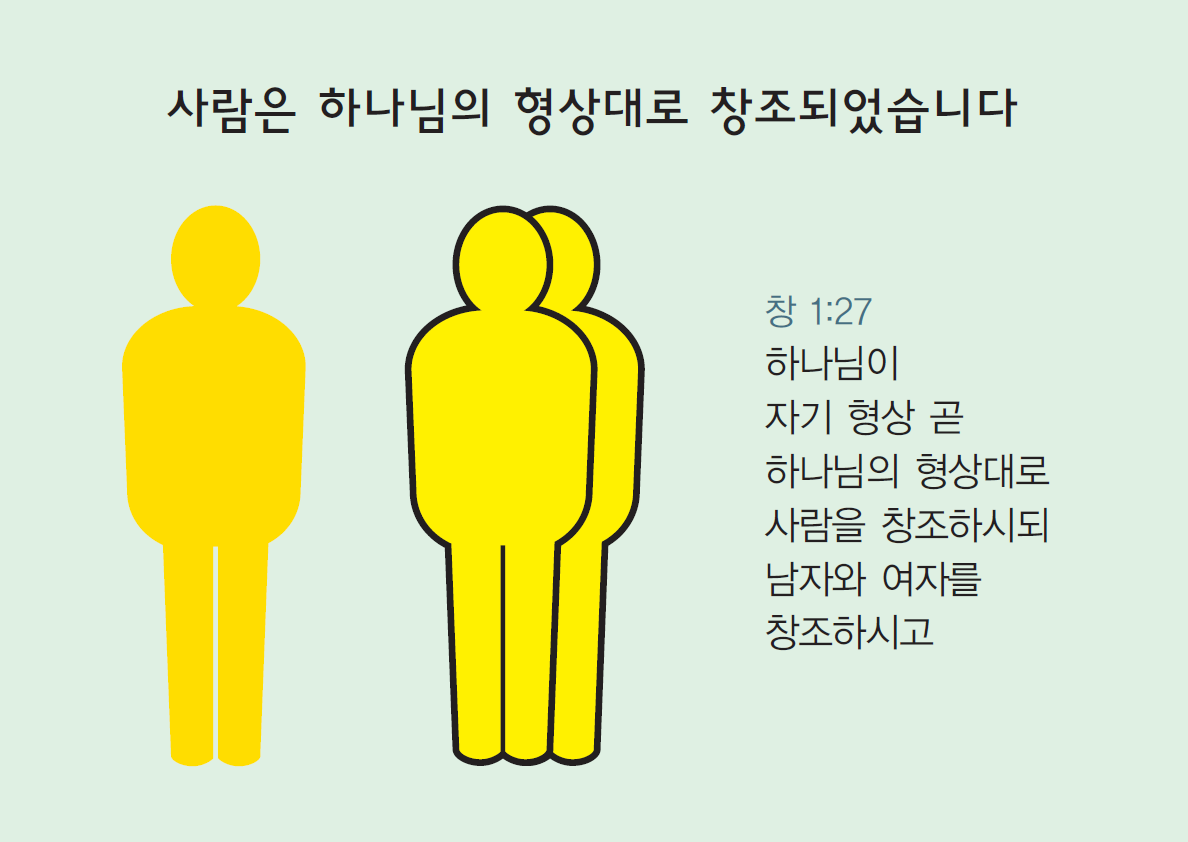 사람은 하나님의 형상대로 창조되었습니다
창 1:27
하나님이
자기 형상 곧
하나님의 형상대로
사람을 창조하시되
남자와 여자를
창조하시고